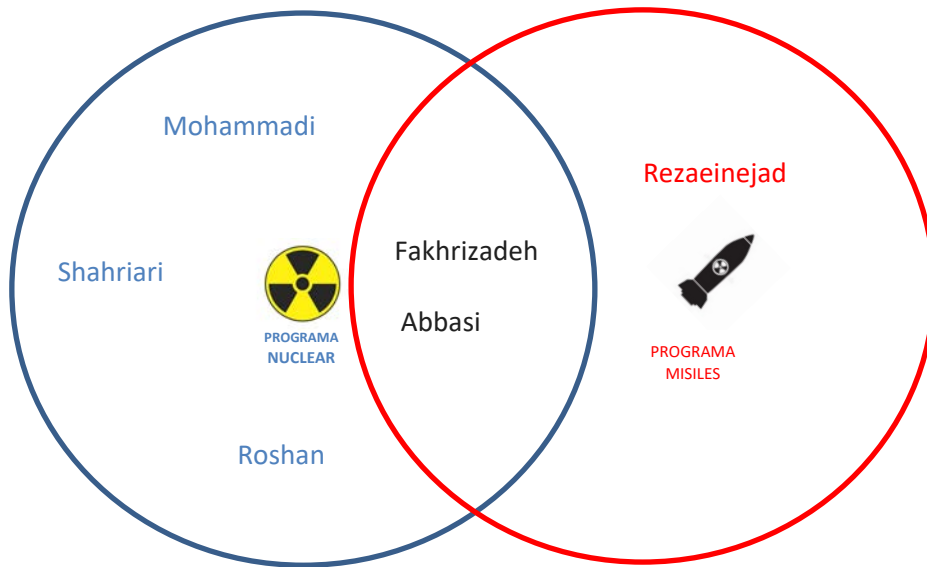 Mohammadi
Rezaeinejad
Fakhrizadeh
Shahriari
Abbasi
PROGRAMA
NUCLEAR
PROGRAMA
MISILES
Roshan